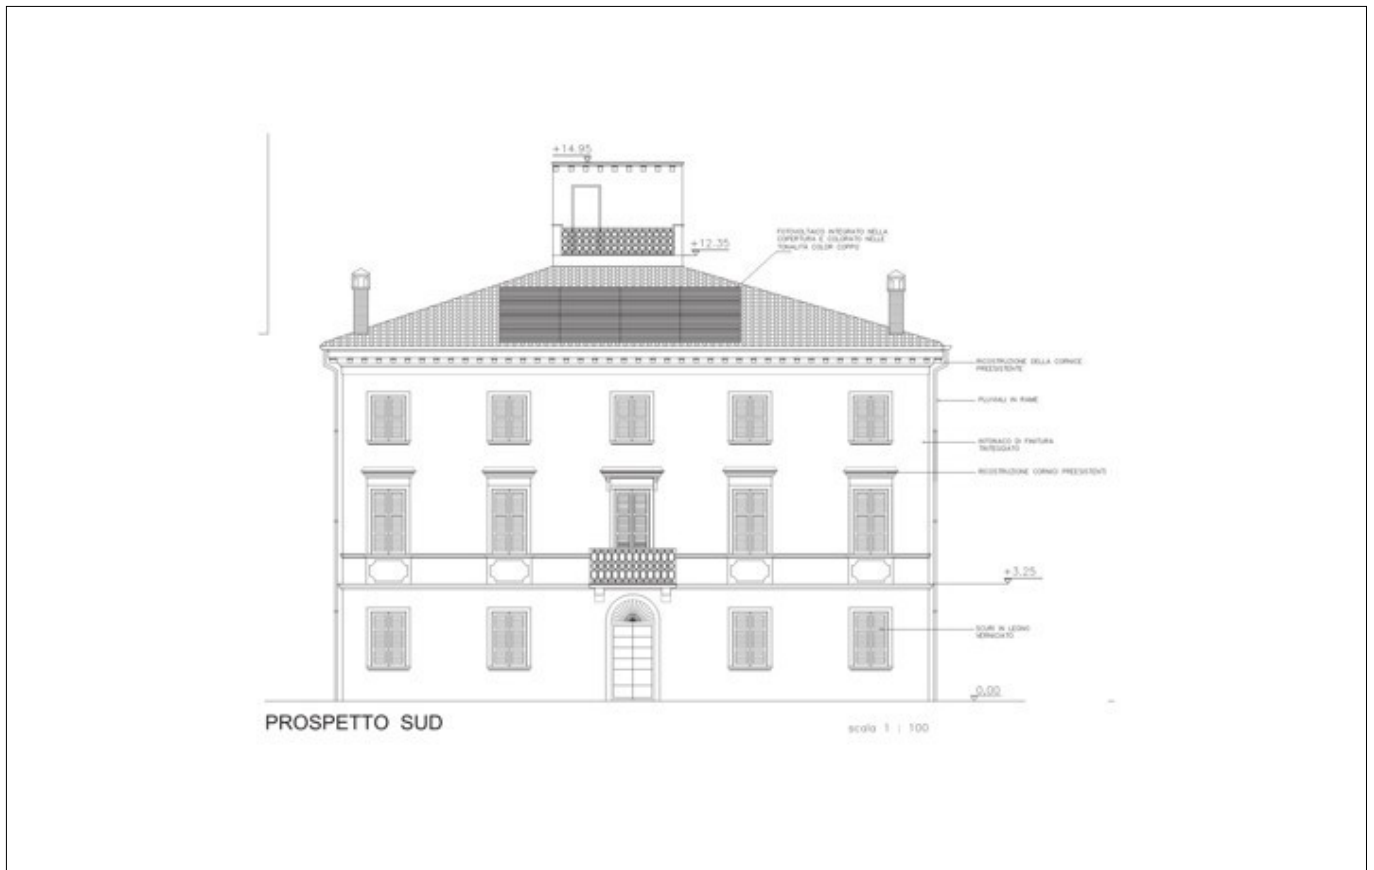 +14.95
+12.35
FOTOVOLTAICO INTEGRATO NELLA
COPERTURA E COLORATO NELLE
TONALITÀ COLOR COPPO
RICOSTRUZIONE DELLA CORNICE
PREESISTENTE
PLUVIALI IN RAME
INTONACO DI FINITURA
TINTEGGIATO
RICOSTRUZIONE CORNICI PREESISTENTI
+3.25
SCURI IN LEGNO
VERNICIATO
0.00
PROSPETTO SUD
scala 1 : 100